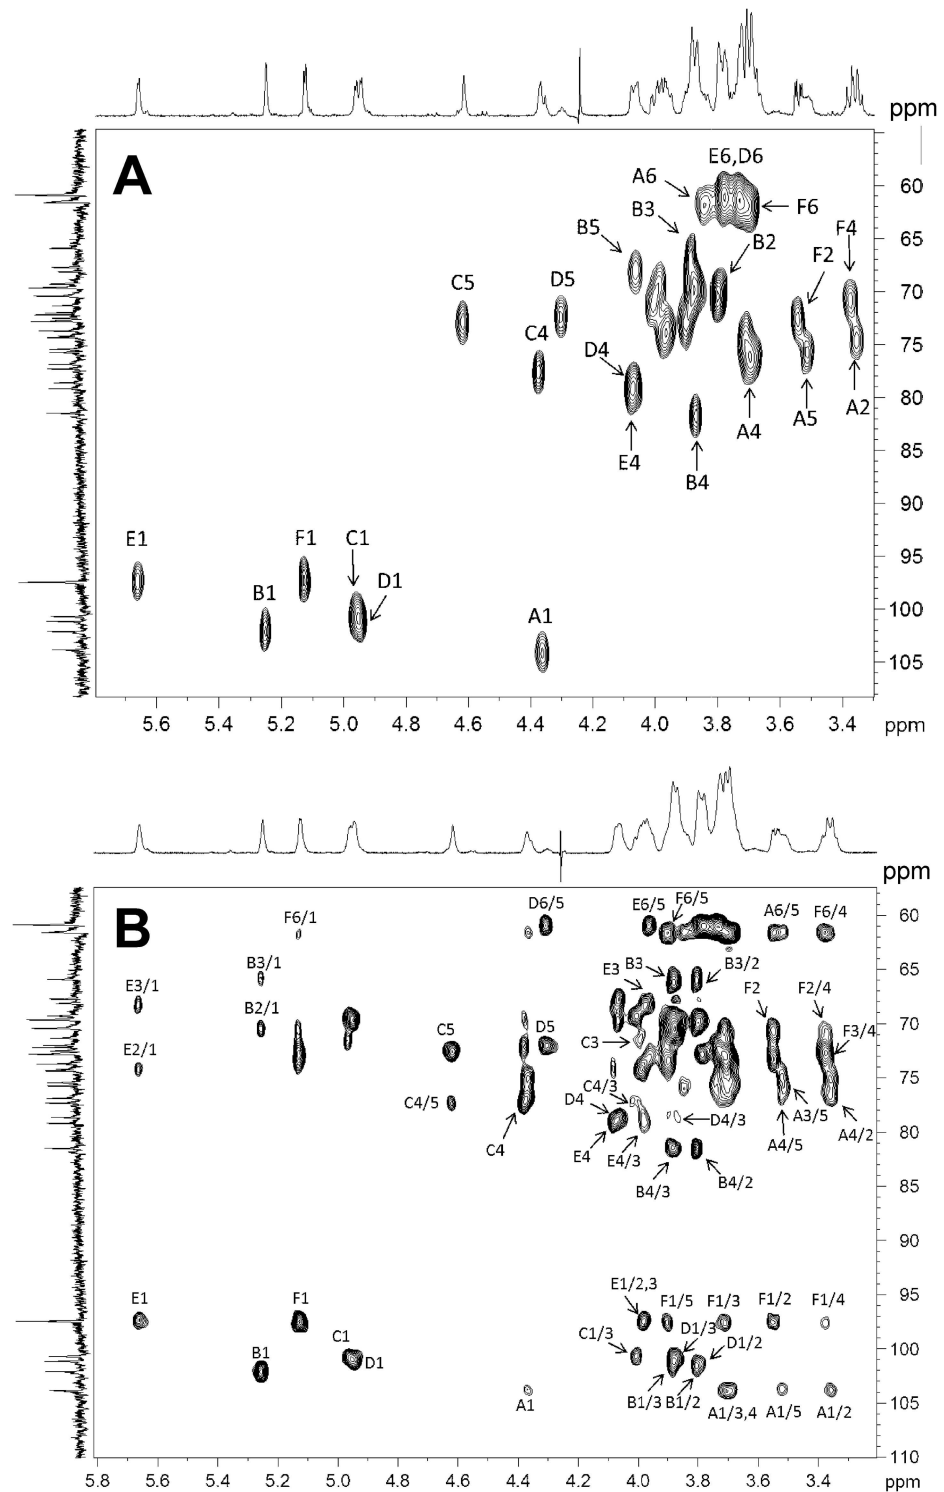 ppm
A
E6,D6
A6
F6
B3
B5
B2
F4
F2
60
65
70
75
80
85
90
95
100
105
C5
D5
C4
D4
E4
B4
A4
A5
A2
E1
F1
C1
D1
B1
A1
5.6 5.4 5.2 5.0 4.8 4.6 4.4 4.2 4.0 3.8 3.6 3.4 ppm
ppm
B
F6/1 D6/5 E6/5 F6/5 A6/5 F6/4
60
65
70
75
80
85
90
95
100
105
110
B3/1 E3 B3 B3/2
E3/1
B2/1 F2 F2/4
C5 D5 C3 F3/4
E2/1
C4/5 D4 C4/3 A3/5
C4 E4 E4/3 D4/3 A4/5 A4/2
B4/3 B4/2
E1/2,3
E1 F1 F1/5 F1/3 F1/2 F1/4
C1/3 D1/3
B1 C1 D1 D1/2
A1 B1/3 B1/2 A1/3,4 A1/5 A1/2
5.8 5.6 5.4 5.2 5.0 4.8 4.6 4.4 4.2 4.0 3.8 3.6 3.4 ppm